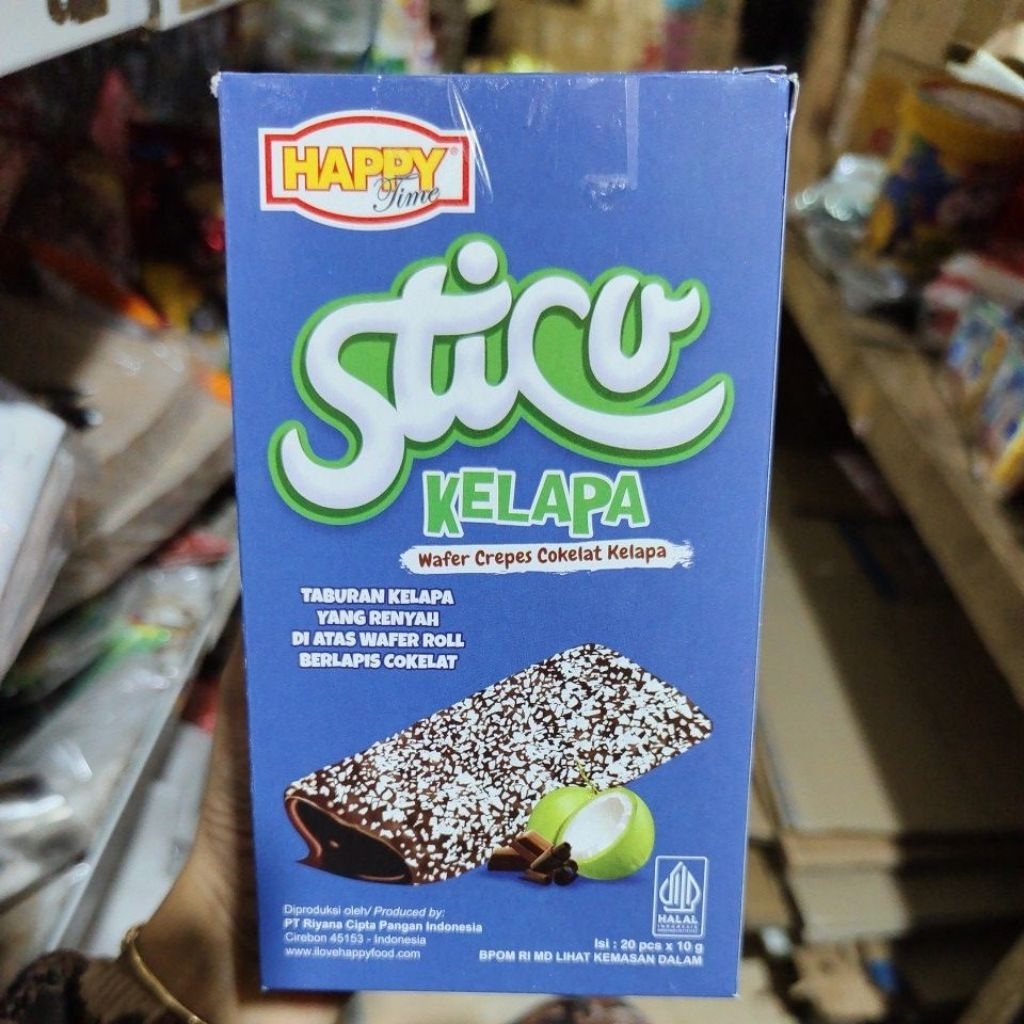 HAPPY®
Time
Stico
KELAPA
Wafer Crepes Cokelat Kelapa
TABURAN KELAPA
YANG RENYAH
DI ATAS WAFER ROLL
BERLAPIS COKELAT
Diproduksi oleh/ Produced by:
PT Riyana Cipta Pangan Indonesia
Cirebon 45153 - Indonesia
www.ilovehappyfood.com
HALAL
INDONESIA
Isi : 20 pcs x 10 g
BPOM RI MD LIHAT KEMASAN DALAM